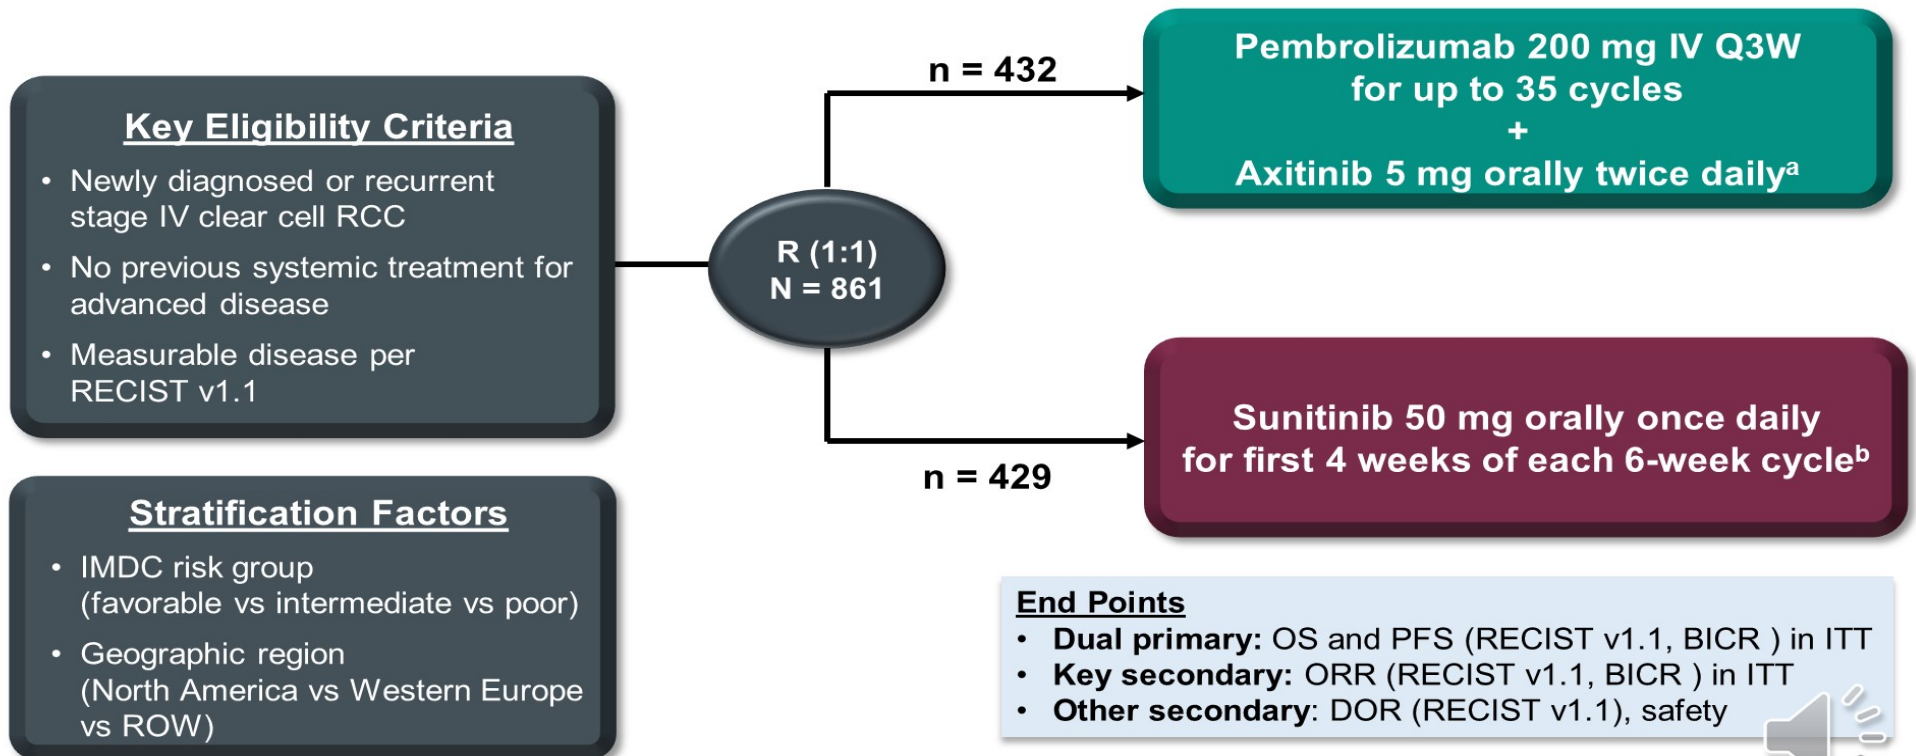 Key Eligibility Criteria
• Newly diagnosed or recurrent
stage IV clear cell RCC
• No previous systemic treatment for
advanced disease
• Measurable disease per
RECIST v1.1
Stratification Factors
• IMDC risk group
(favorable vs intermediate vs poor)
• Geographic region
(North America vs Western Europe
vs ROW)
R (1:1)
N = 861
n = 432
Pembrolizumab 200 mg IV Q3W
for up to 35 cycles
+
Axitinib 5 mg orally twice dailyᵃ
n = 429
Sunitinib 50 mg orally once daily
for first 4 weeks of each 6-week cycleᵇ
End Points
• Dual primary: OS and PFS (RECIST v1.1, BICR ) in ITT
• Key secondary: ORR (RECIST v1.1, BICR ) in ITT
• Other secondary: DOR (RECIST v1.1), safety